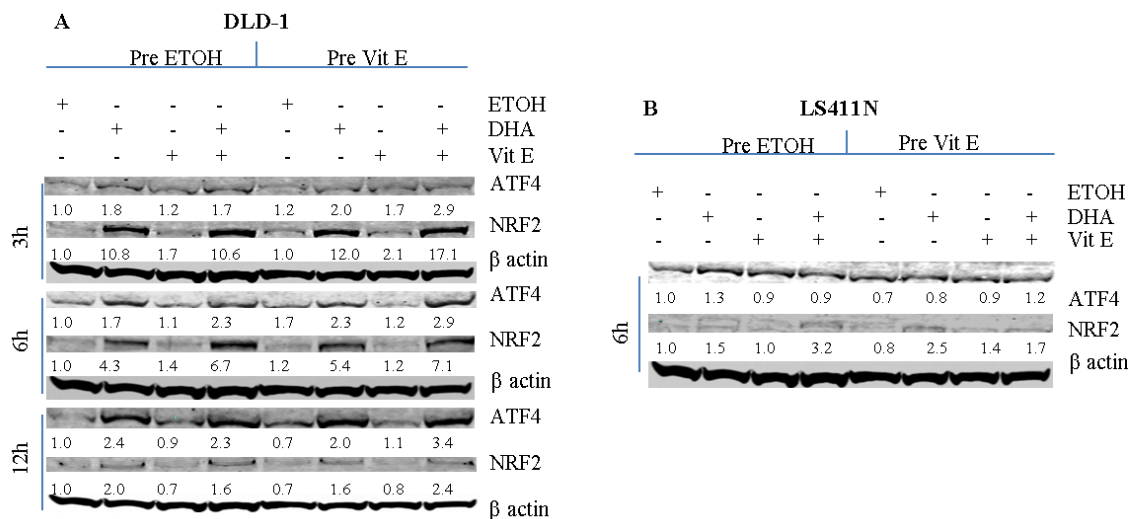 A DLD-1
Pre ETOH Pre Vit E
+ - - - + - - - ETOH
- + - + - + - + DHA
- - + + - - + + Vit E
3h
ATF4
1.0 1.8 1.2 1.7 1.2 2.0 1.7 2.9
NRF2
1.0 10.8 1.7 10.6 1.0 12.0 2.1 17.1
β actin
6h
ATF4
1.0 1.7 1.1 2.3 1.7 2.3 1.2 2.9
NRF2
1.0 4.3 1.4 6.7 1.2 5.4 1.2 7.1
β actin
12h
ATF4
1.0 2.4 0.9 2.3 0.7 2.0 1.1 3.4
NRF2
1.0 2.0 0.7 1.6 0.7 1.6 0.8 2.4
β actin
B LS411N
Pre ETOH Pre Vit E
+ - - - + - - - ETOH
- + - + - + - + DHA
- - + + - - + + Vit E
6h
1.0 1.3 0.9 0.9 0.7 0.8 0.9 1.2 ATF4
NRF2
1.0 1.5 1.0 3.2 0.8 2.5 1.4 1.7
β actin